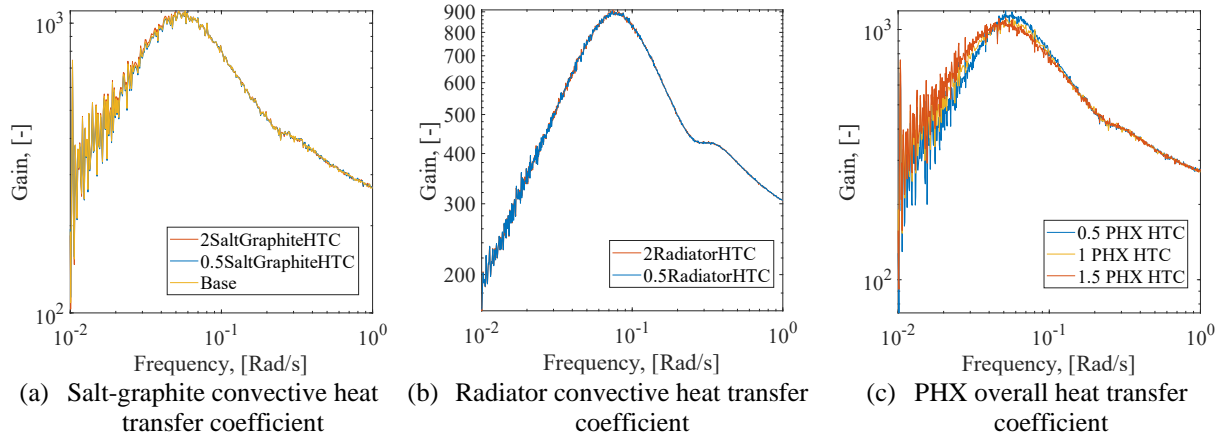 10^3
10^2
Gain, [-]
2SaltGraphiteHTC
0.5SaltGraphiteHTC
Base
10^-2
10^-1
10^0
Frequency, [Rad/s]
(a) Salt-graphite convective heat
transfer coefficient
900
800
700
600
500
400
300
200
Gain, [-]
2RadiatorHTC
0.5RadiatorHTC
10^-2
10^-1
10^0
Frequency, [Rad/s]
(b) Radiator convective heat transfer
coefficient
10^3
10^2
Gain, [-]
0.5 PHX HTC
1 PHX HTC
1.5 PHX HTC
10^-2
10^-1
10^0
Frequency, [Rad/s]
(c) PHX overall heat transfer
coefficient